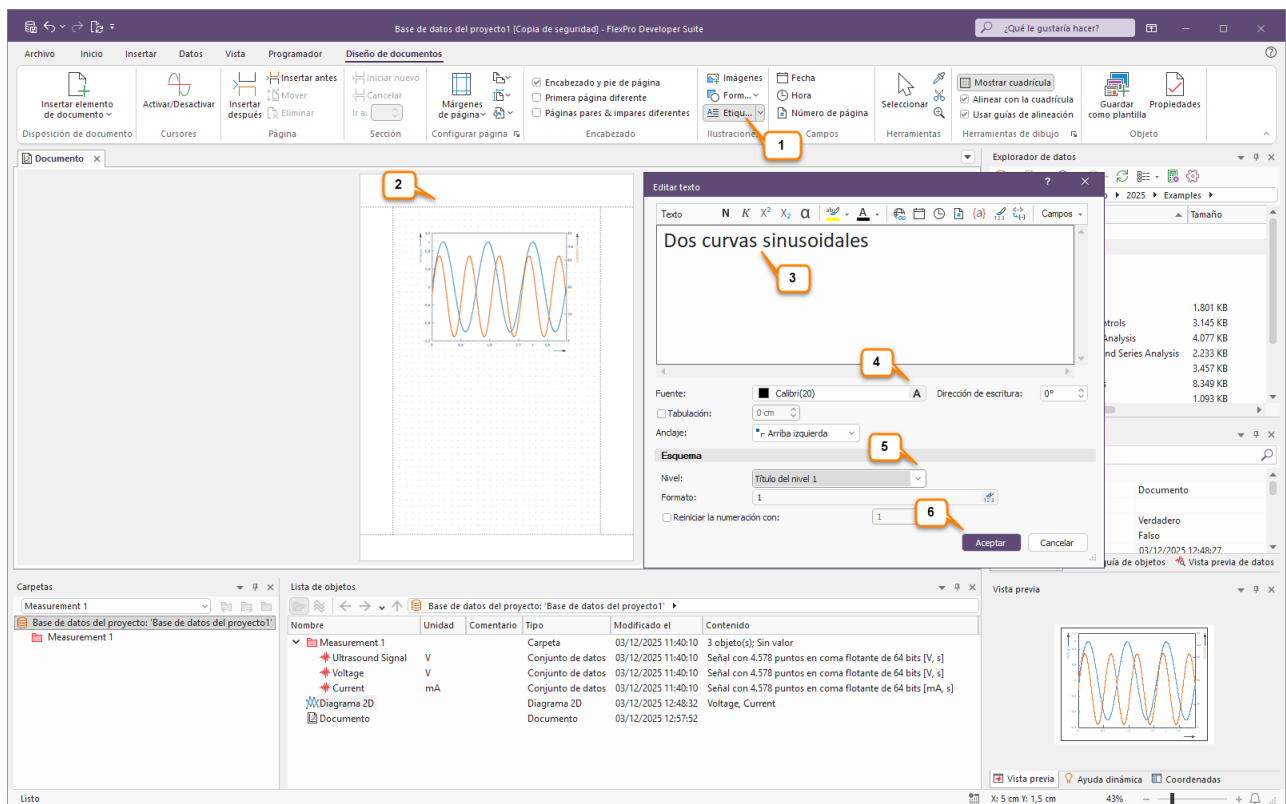 Base de datos del proyecto1 [Copia de seguridad] - FlexPro Developer Suite
¿Qué le gustaría hacer?
Archivo Inicio Insertar Datos Vista Programador Diseño de documentos
Insertar elemento de documento
Disposición de documento
Activar/Desactivar
Cursores
Insertar después
Insertar antes
Mover
Eliminar
Página
Iniciar nuevo
Cancelar
Ir a:
Sección
Márgenes de página
Configurar página
Encabezado y pie de página
Primera página diferente
Páginas pares & impares diferentes
Encabezado
Imágenes
Form...
Etiqu...
Ilustraciones
Fecha
Hora
Número de página
Campos
Seleccionar
Herramientas
Mostrar cuadrícula
Alinear con la cuadrícula
Usar guías de alineación
Herramientas de dibujo
Guardar como plantilla
Propiedades
Objeto
1
Documento
2
Editar texto
? ×
Texto N K X² X₂ α A Campos
Dos curvas sinusoidales
3
4
Fuente: Calibri(20) A Dirección de escritura: 0°
Tabulación: 0 cm
Anclaje: Arriba izquierda
5
Esquema
Nivel: Título del nivel 1
Formato: 1
Reiniciar la numeración con: 1
6
Aceptar Cancelar
Explorador de datos
2025 Examples
Tamaño
1.801 KB
ntrols 3.145 KB
Analysis 4.077 KB
nd Series Analysis 2.233 KB
3.457 KB
8.349 KB
1.093 KB
Documento
Verdadero
Falso
03/12/2025 12:48:27
guía de objetos Vista previa de datos
Carpetas
Measurement 1
Base de datos del proyecto: 'Base de datos del proyecto1'
Measurement 1
Lista de objetos
Base de datos del proyecto: 'Base de datos del proyecto1'
Nombre Unidad Comentario Tipo Modificado el Contenido
Measurement 1 Carpeta 03/12/2025 11:40:10 3 objeto(s); Sin valor
Ultrasound Signal V Conjunto de datos 03/12/2025 11:40:10 Señal con 4.578 puntos en coma flotante de 64 bits [V, s]
Voltage V Conjunto de datos 03/12/2025 11:40:10 Señal con 4.578 puntos en coma flotante de 64 bits [V, s]
Current mA Conjunto de datos 03/12/2025 11:40:10 Señal con 4.578 puntos en coma flotante de 64 bits [mA, s]
Diagrama 2D Diagrama 2D 03/12/2025 12:48:32 Voltage, Current
Documento Documento 03/12/2025 12:57:52
Vista previa
Vista previa Ayuda dinámica Coordenadas
Listo
X: 5 cm Y: 1,5 cm 43%